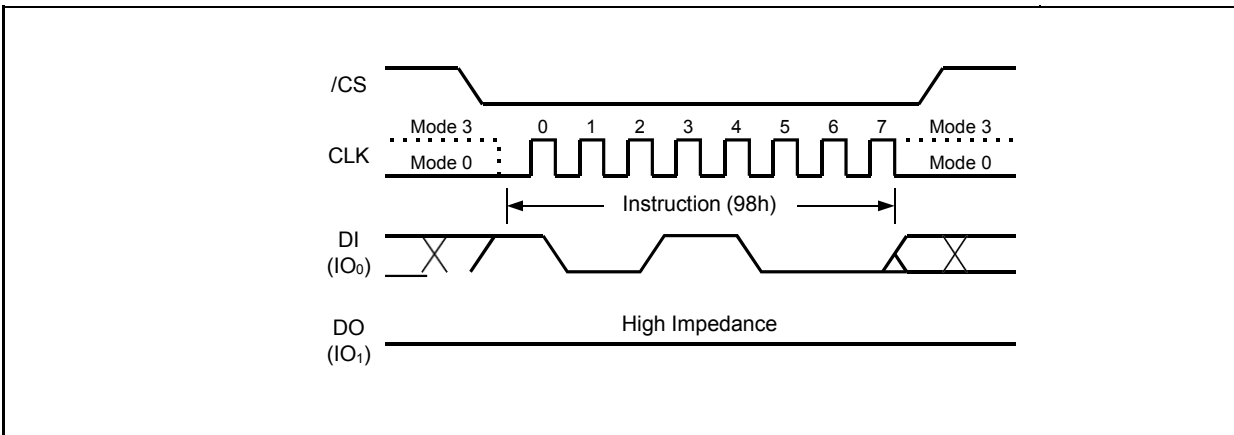 /CS
Mode 3 0 1 2 3 4 5 6 7 Mode 3
CLK
Mode 0 Mode 0
Instruction (98h)
DI
(IO₀)
High Impedance
DO
(IO₁)